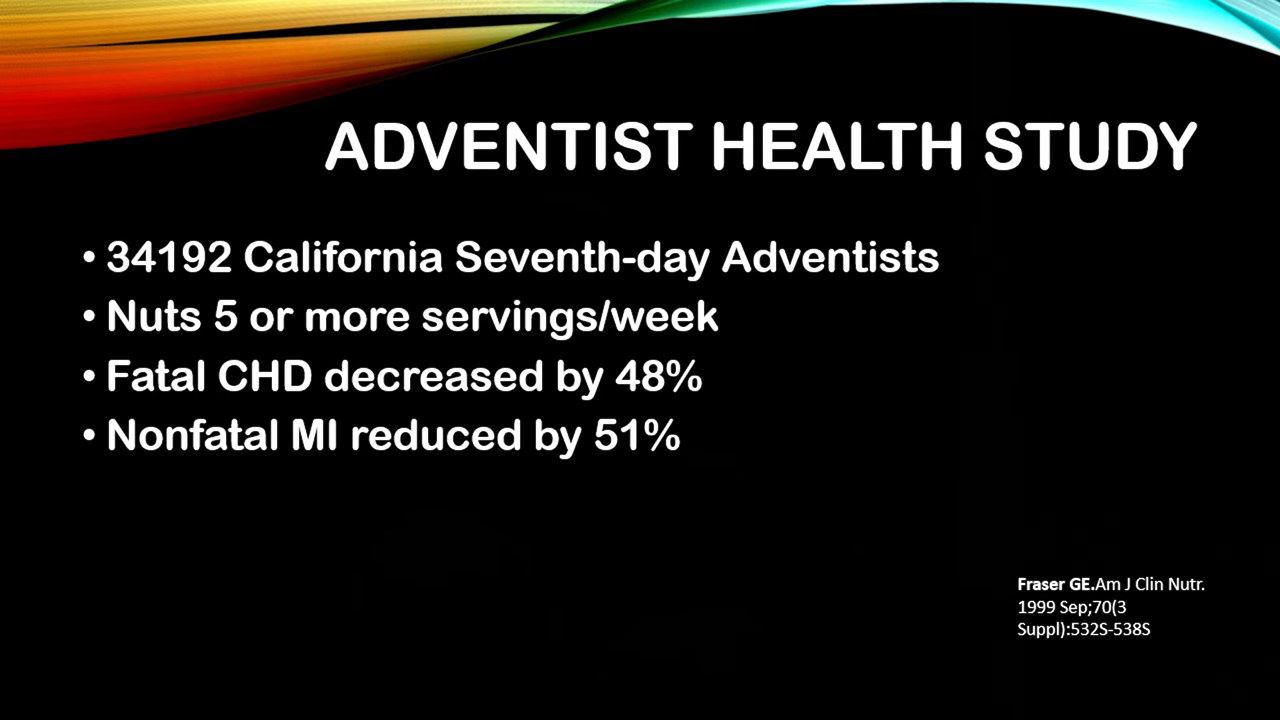 ADVENTIST HEALTH STUDY
• 34192 California Seventh-day Adventists
• Nuts 5 or more servings/week
• Fatal CHD decreased by 48%
• Nonfatal MI reduced by 51%
Fraser GE.Am J Clin Nutr.
1999 Sep;70(3
Suppl):532S-538S